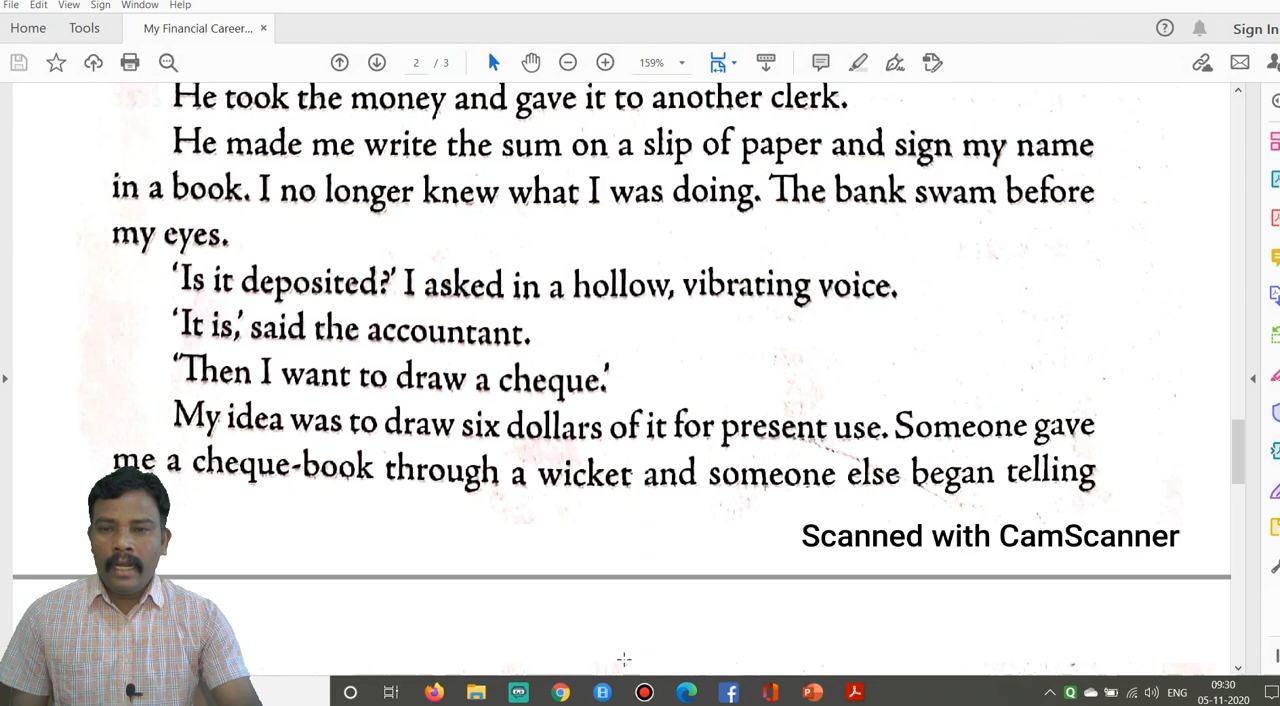 File Edit View Sign Window Help
Home Tools My Financial Career... × Sign In
2 / 3 159%
He took the money and gave it to another clerk.
He made me write the sum on a slip of paper and sign my name
in a book. I no longer knew what I was doing. The bank swam before
my eyes.
‘Is it deposited?’ I asked in a hollow, vibrating voice.
‘It is,’ said the accountant.
‘Then I want to draw a cheque.’
My idea was to draw six dollars of it for present use. Someone gave
me a cheque-book through a wicket and someone else began telling
Scanned with CamScanner
ENG 09:30
05-11-2020